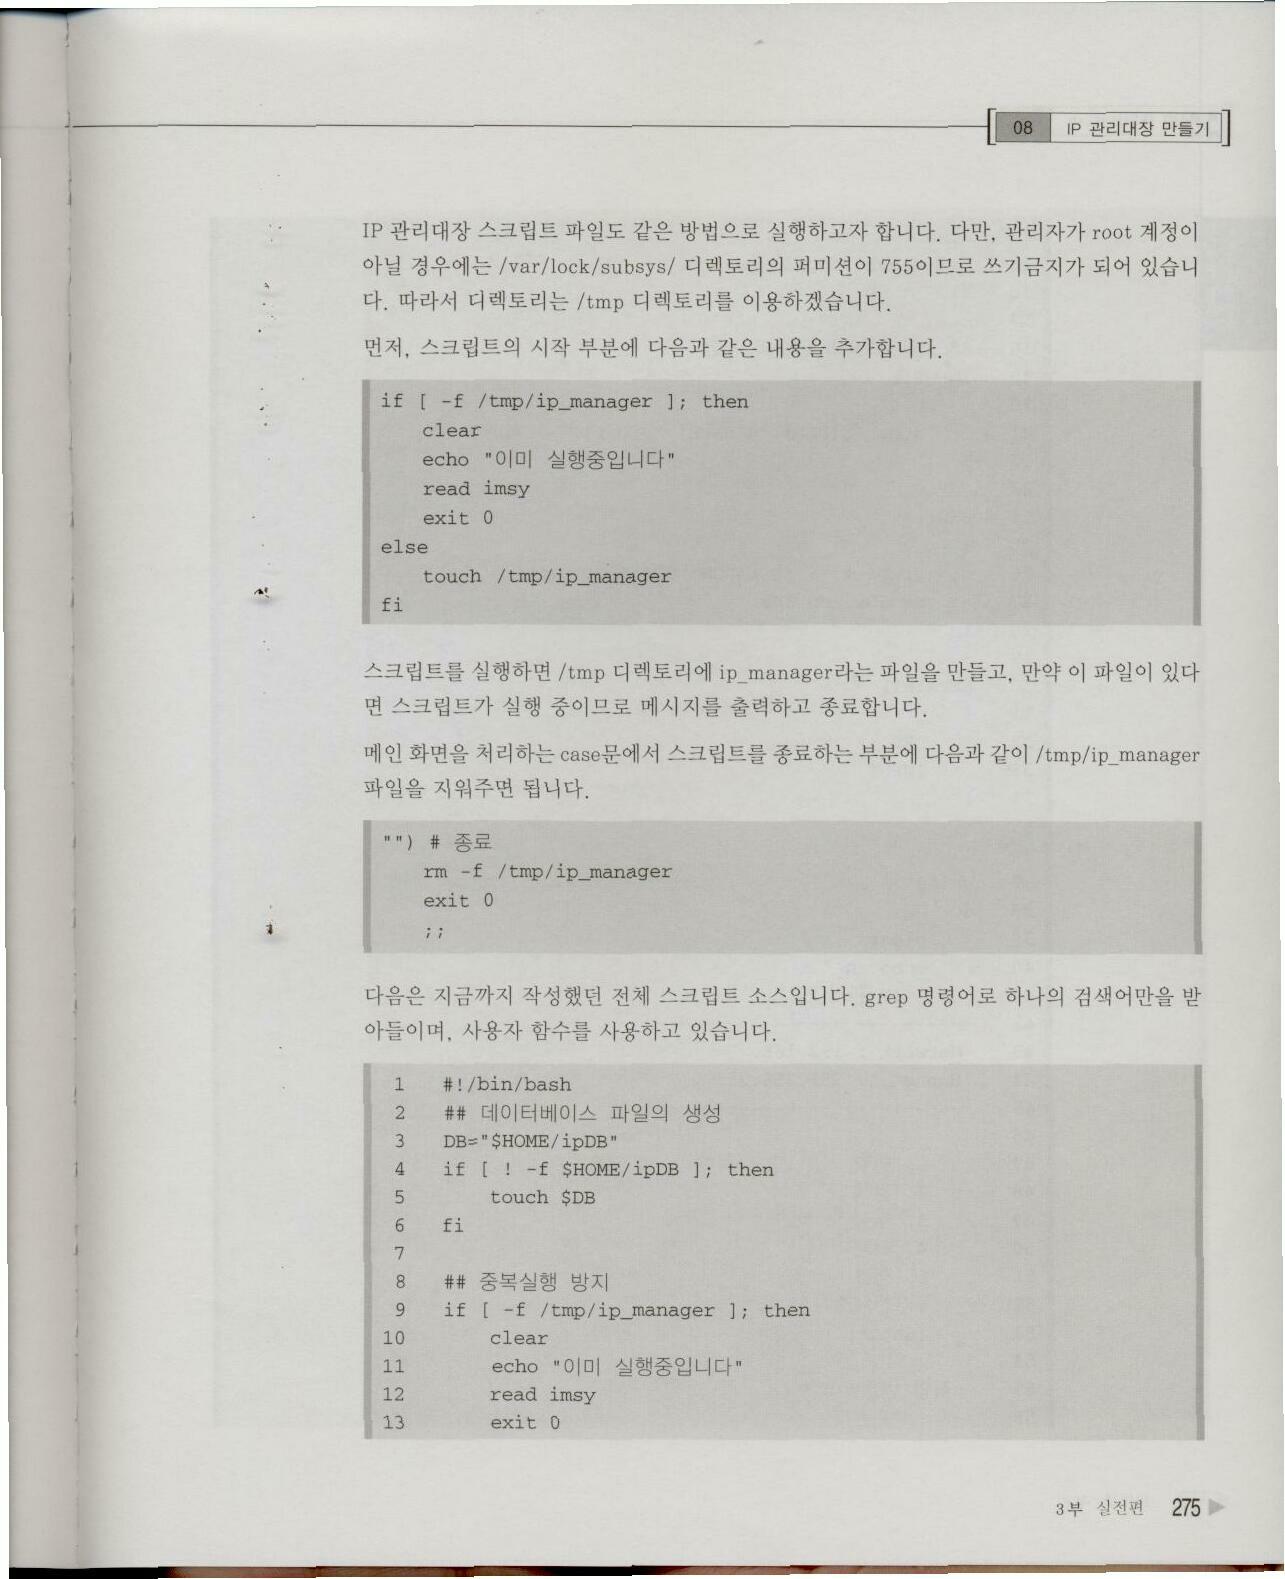 08 IP 관리대장 만들기
IP 관리대장 스크립트 파일도 같은 방법으로 실행하고자 합니다. 다만, 관리자가 root 계정이
아닐 경우에는 /var/lock/subsys/ 디렉토리의 퍼미션이 755이므로 쓰기금지가 되어 있습니
다. 따라서 디렉토리는 /tmp 디렉토리를 이용하겠습니다.
먼저, 스크립트의 시작 부분에 다음과 같은 내용을 추가합니다.
if [ -f /tmp/ip_manager ]; then
    clear
    echo "이미 실행중입니다"
    read imsy
    exit 0
else
    touch /tmp/ip_manager
fi
스크립트를 실행하면 /tmp 디렉토리에 ip_manager라는 파일을 만들고, 만약 이 파일이 있다
면 스크립트가 실행 중이므로 메시지를 출력하고 종료합니다.
메인 화면을 처리하는 case문에서 스크립트를 종료하는 부분에 다음과 같이 /tmp/ip_manager
파일을 지워주면 됩니다.
"") # 종료
    rm -f /tmp/ip_manager
    exit 0
    ;;
다음은 지금까지 작성했던 전체 스크립트 소스입니다. grep 명령어로 하나의 검색어만을 받
아들이며, 사용자 함수를 사용하고 있습니다.
1 #!/bin/bash
2 ## 데이터베이스 파일의 생성
3 DB="$HOME/ipDB"
4 if [ ! -f $HOME/ipDB ]; then
5     touch $DB
6 fi
7
8 ## 중복실행 방지
9 if [ -f /tmp/ip_manager ]; then
10     clear
11     echo "이미 실행중입니다"
12     read imsy
13     exit 0
3부 실전편 275